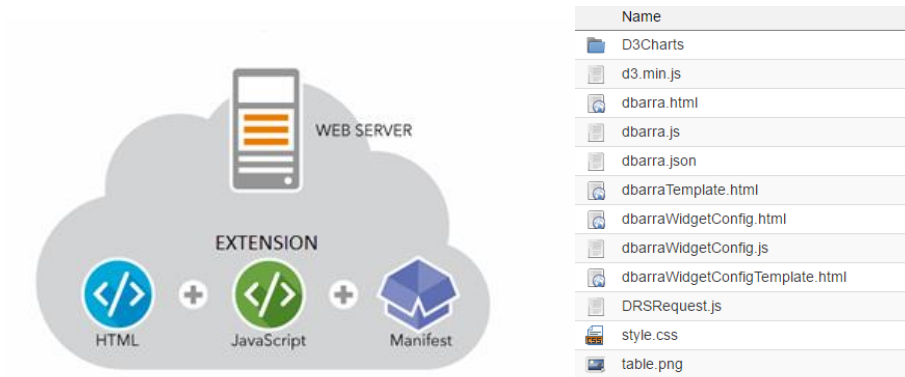 WEB SERVER
EXTENSION
HTML
JavaScript
Manifest
Name
D3Charts
d3.min.js
dbarra.html
dbarra.js
dbarra.json
dbarraTemplate.html
dbarraWidgetConfig.html
dbarraWidgetConfig.js
dbarraWidgetConfigTemplate.html
DRSRequest.js
style.css
table.png